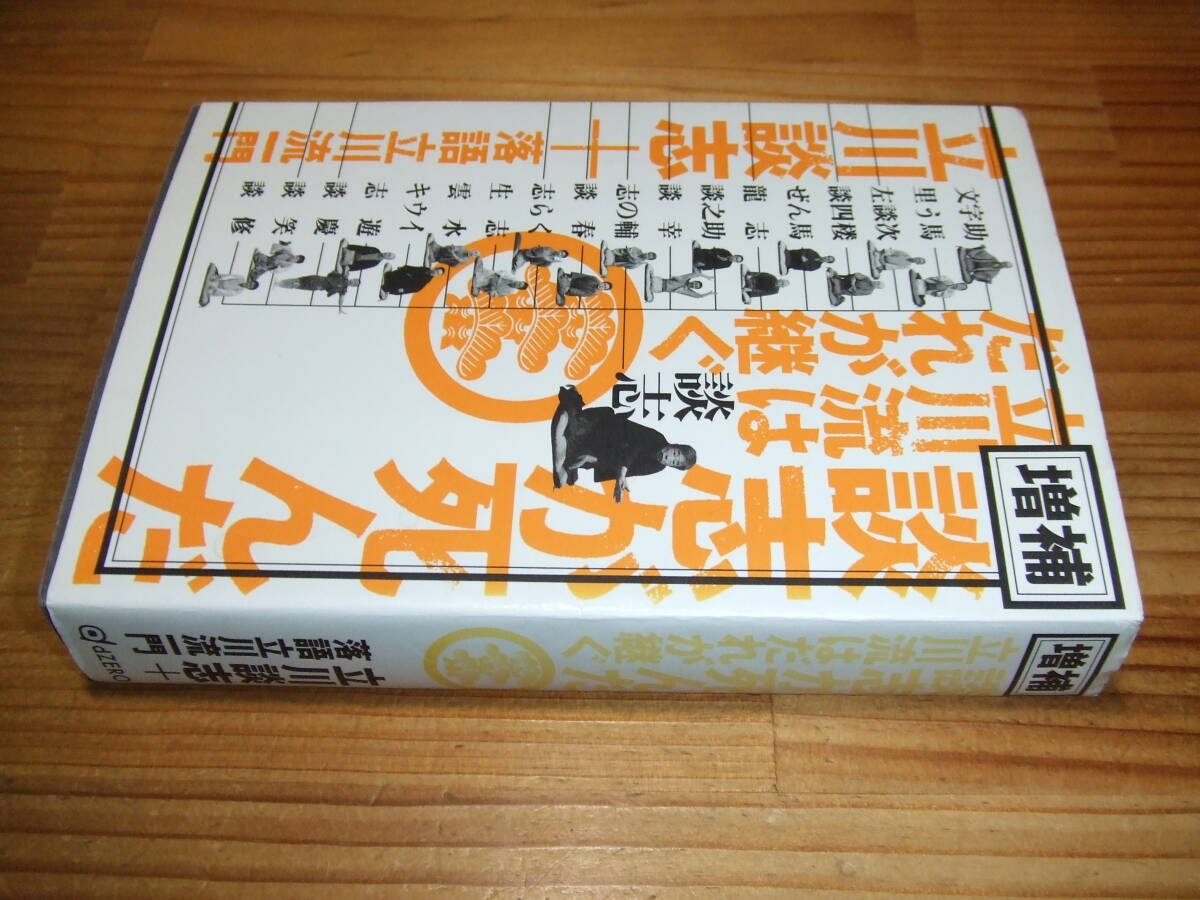 増補
談志が死んだ
立川流は
だれが継ぐ
談志
立川談志+
落語立川流一門
文字助
里う馬
左談次
談四楼
ぜん馬
龍志
談之助
談幸
志の輔
談春
志らく
生志
雲水
キウイ
志遊
談慶
談笑
談修
増補
談志が死んだ
立川流はだれが継ぐ
立川談志+
落語立川流一門
dZERO